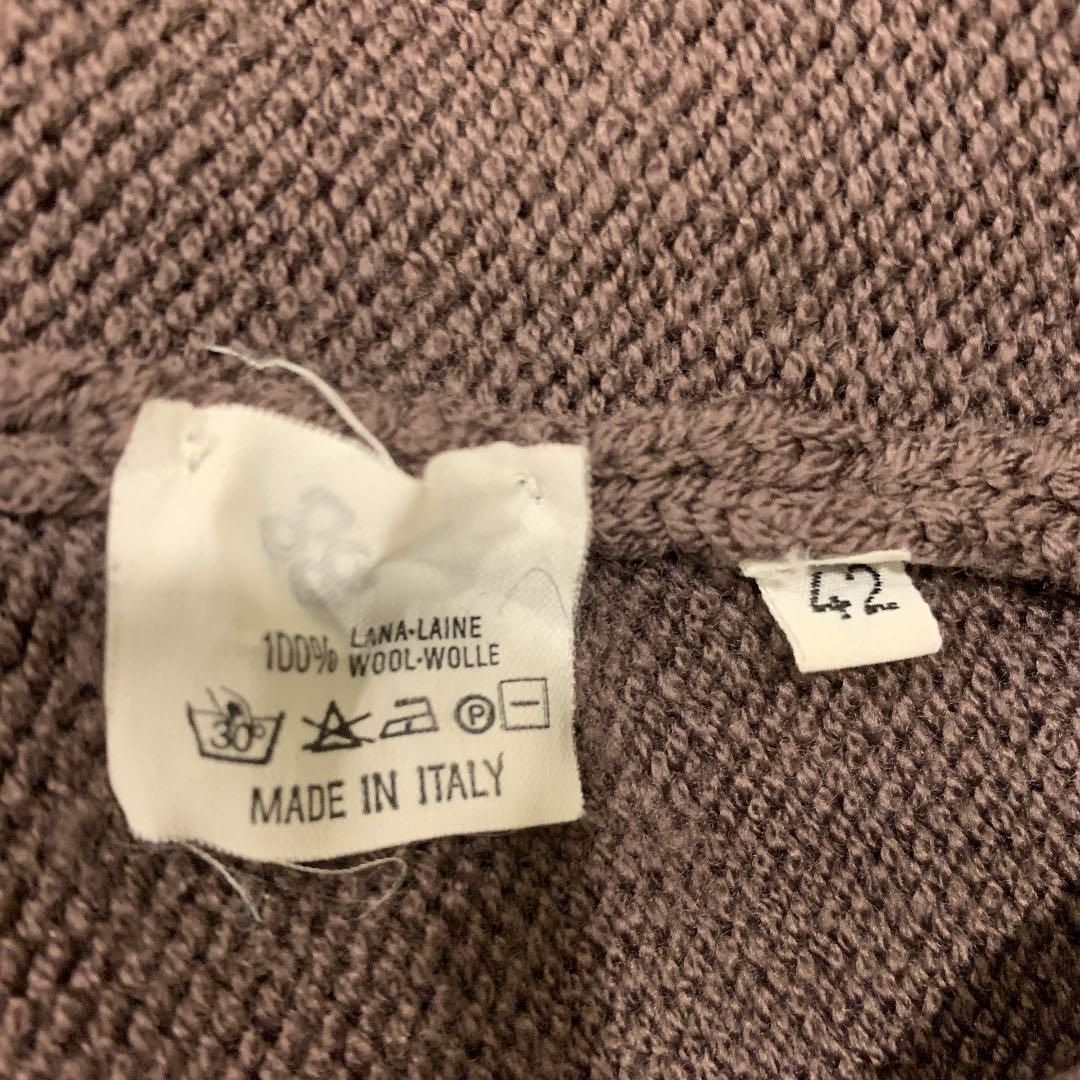 100% LANA•LAINE
WOOL•WOLLE
30°
P
MADE IN ITALY
42